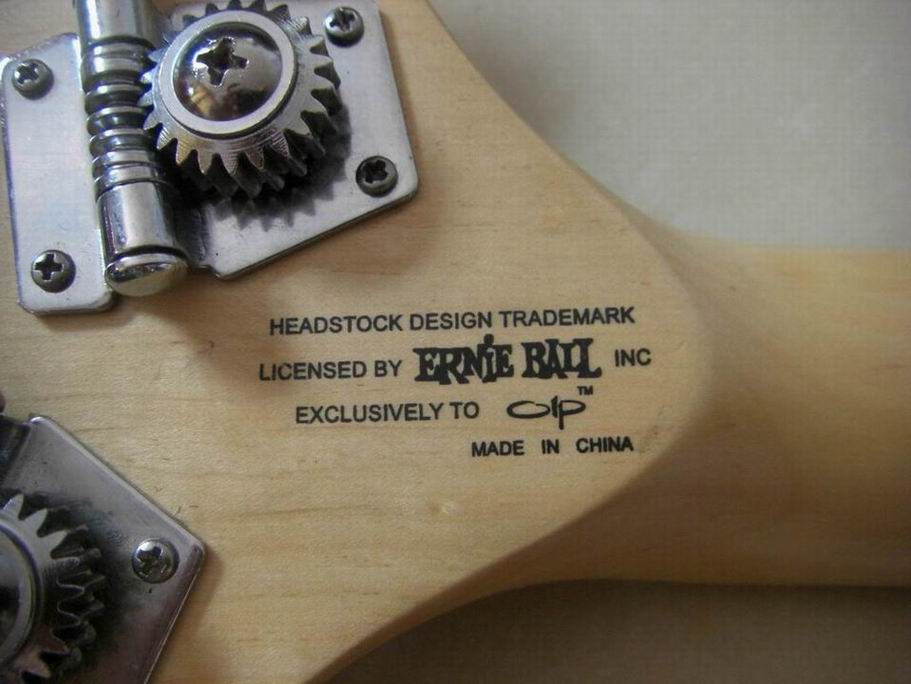 HEADSTOCK DESIGN TRADEMARK
LICENSED BY ERNiE BALL INC
EXCLUSIVELY TO olp™
MADE IN CHINA